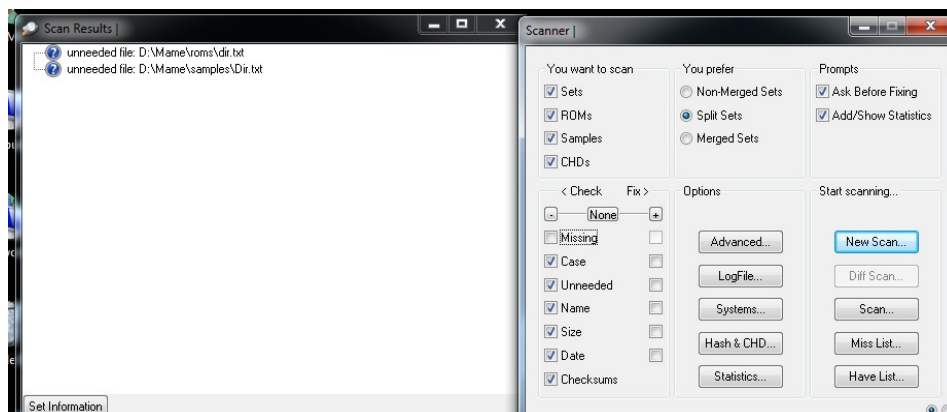 Scan Results |
unneeded file: D:\Mame\roms\dir.txt
unneeded file: D:\Mame\samples\Dir.txt
Set Information
Scanner |
You want to scan
Sets
ROMs
Samples
CHDs
You prefer
Non-Merged Sets
Split Sets
Merged Sets
Prompts
Ask Before Fixing
Add/Show Statistics
< Check Fix >
- None +
Missing
Case
Unneeded
Name
Size
Date
Checksums
Options
Advanced...
LogFile...
Systems...
Hash & CHD...
Statistics...
Start scanning...
New Scan...
Diff Scan...
Scan...
Miss List...
Have List...